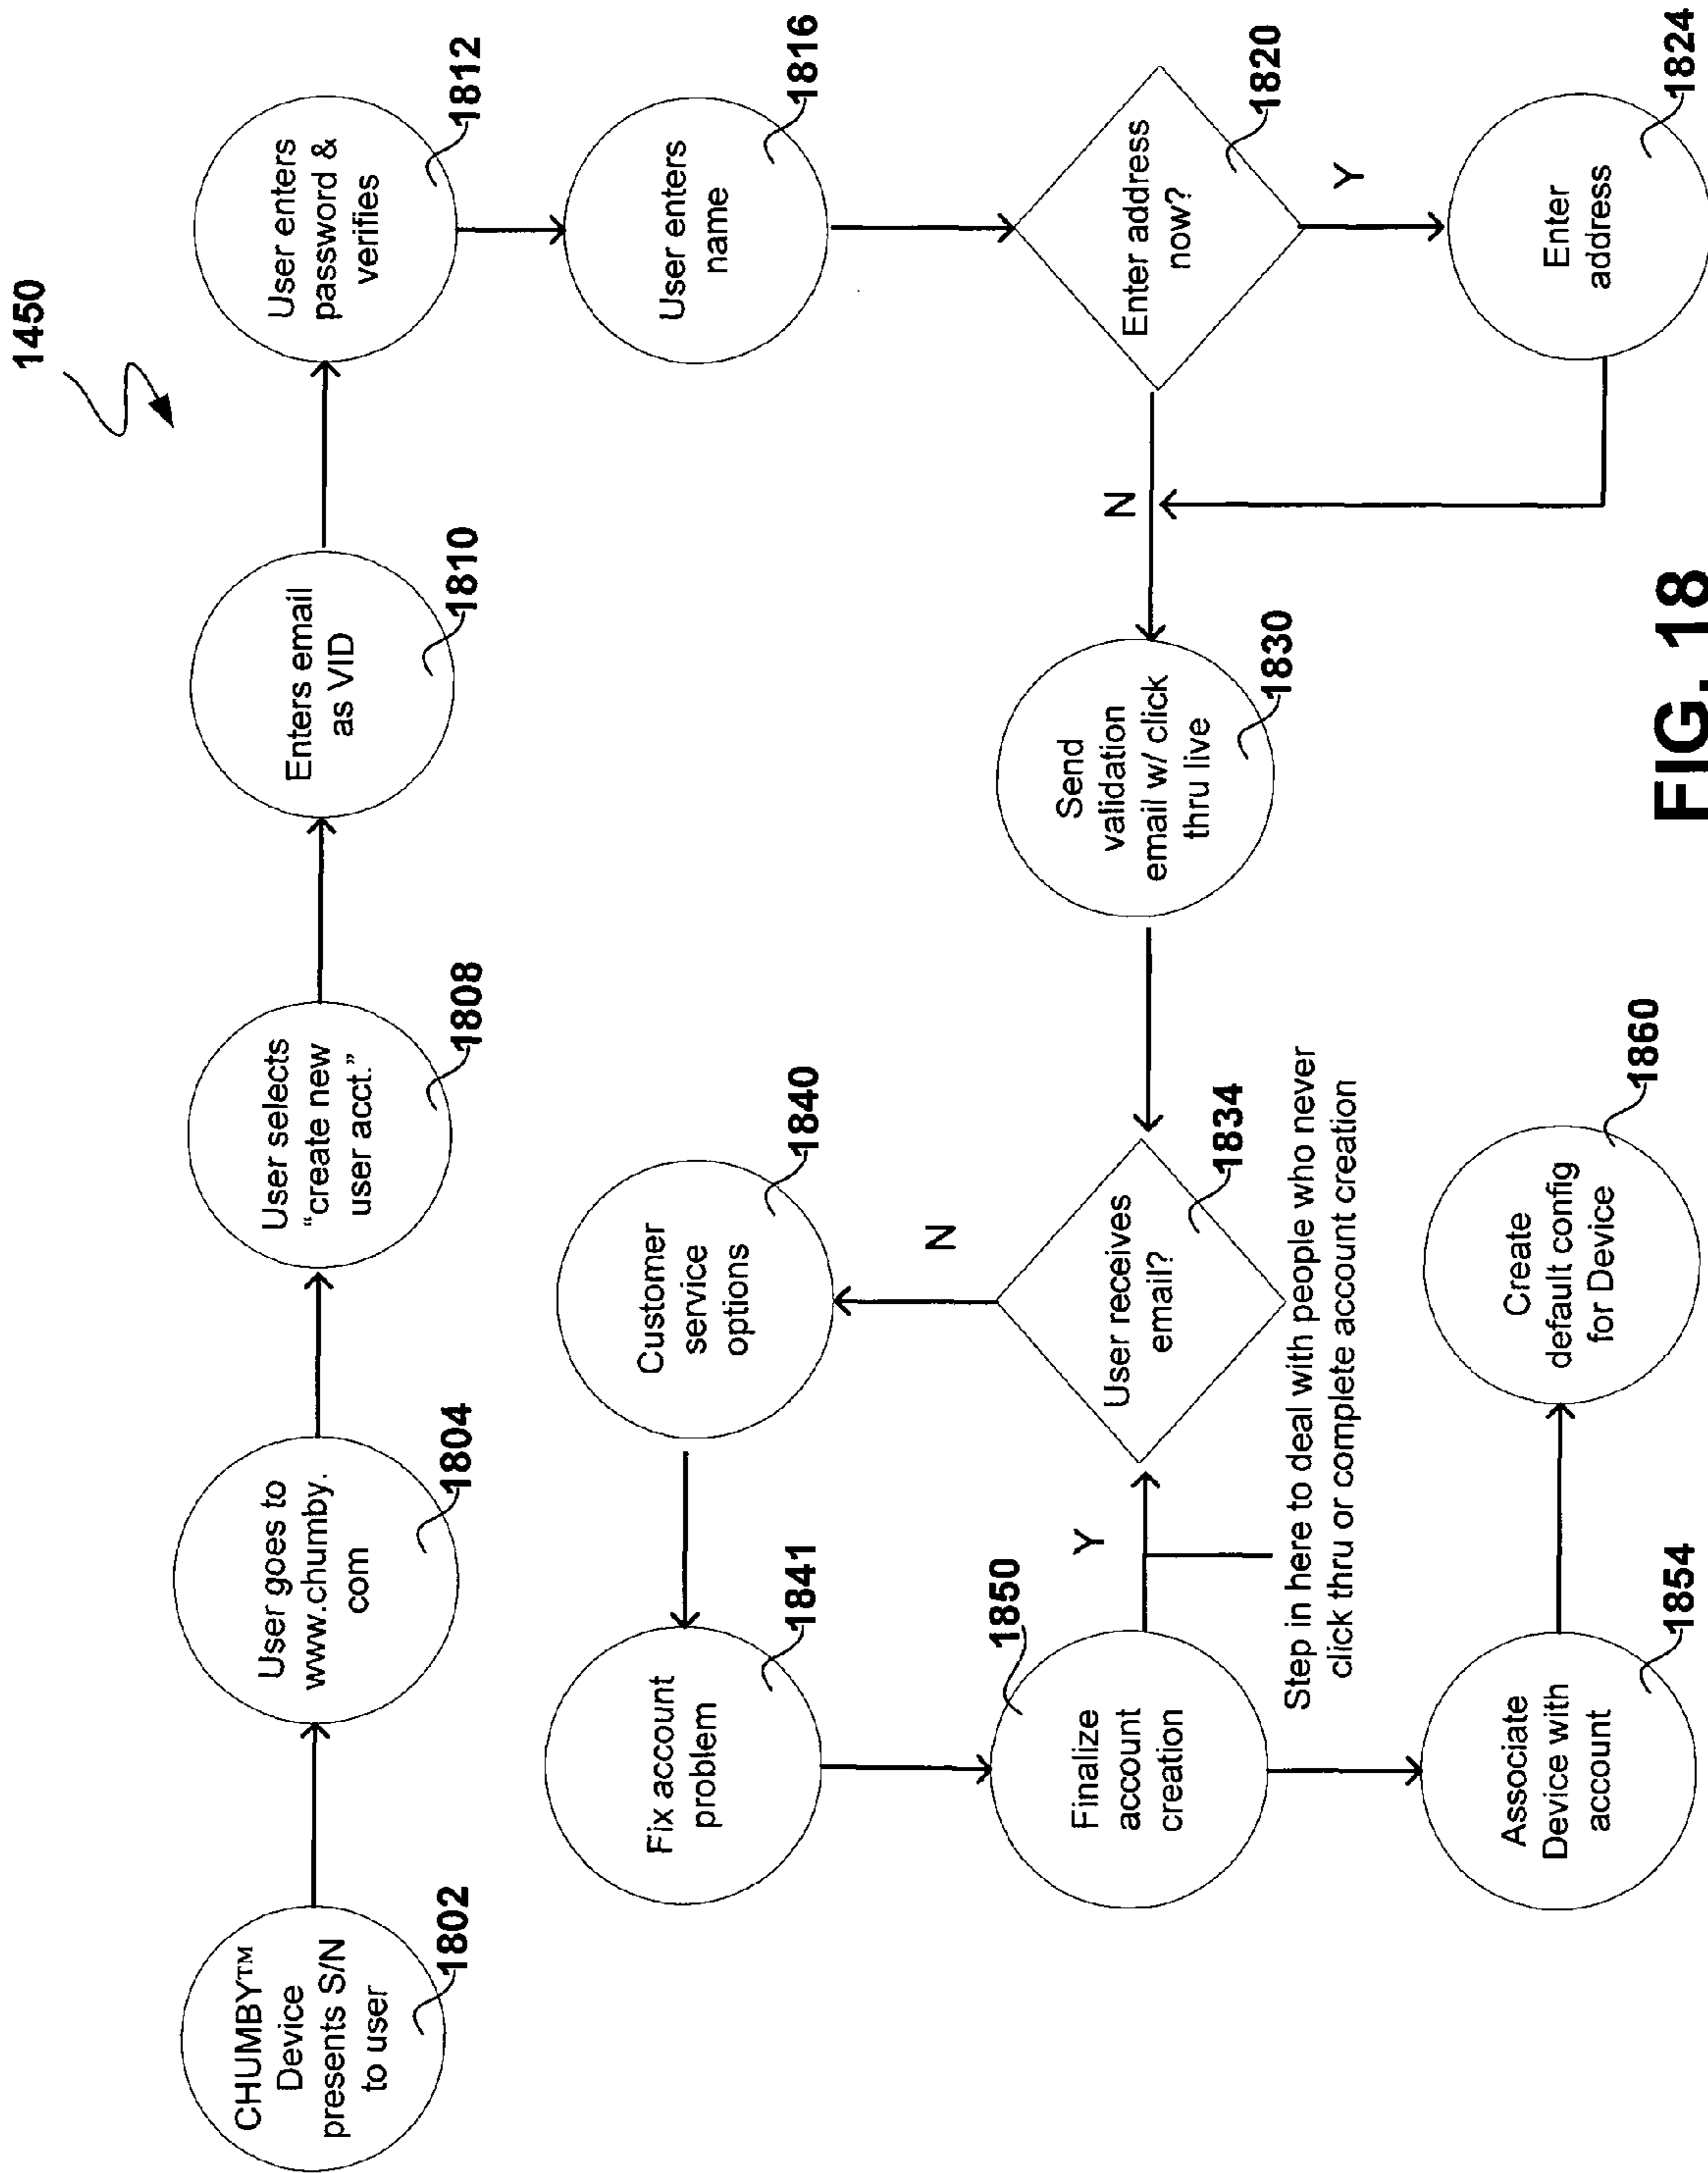 1450
CHUMBY™
Device
presents S/N
to user
1802
User goes to
www.chumby.
com
1804
User selects
“create new
user acct.”
1808
Enters email
as VID
1810
User enters
password &
verifies
1812
User enters
name
1816
Enter address
now?
1820
Y
Enter
address
1824
N
Send
validation
email w/ click
thru live
1830
User receives
email?
1834
N
Customer
service
options
1840
Fix account
problem
1841
Y
Finalize
account
creation
1850
Step in here to deal with people who never
click thru or complete account creation
Associate
Device with
account
1854
Create
default config
for Device
1860
FIG. 18